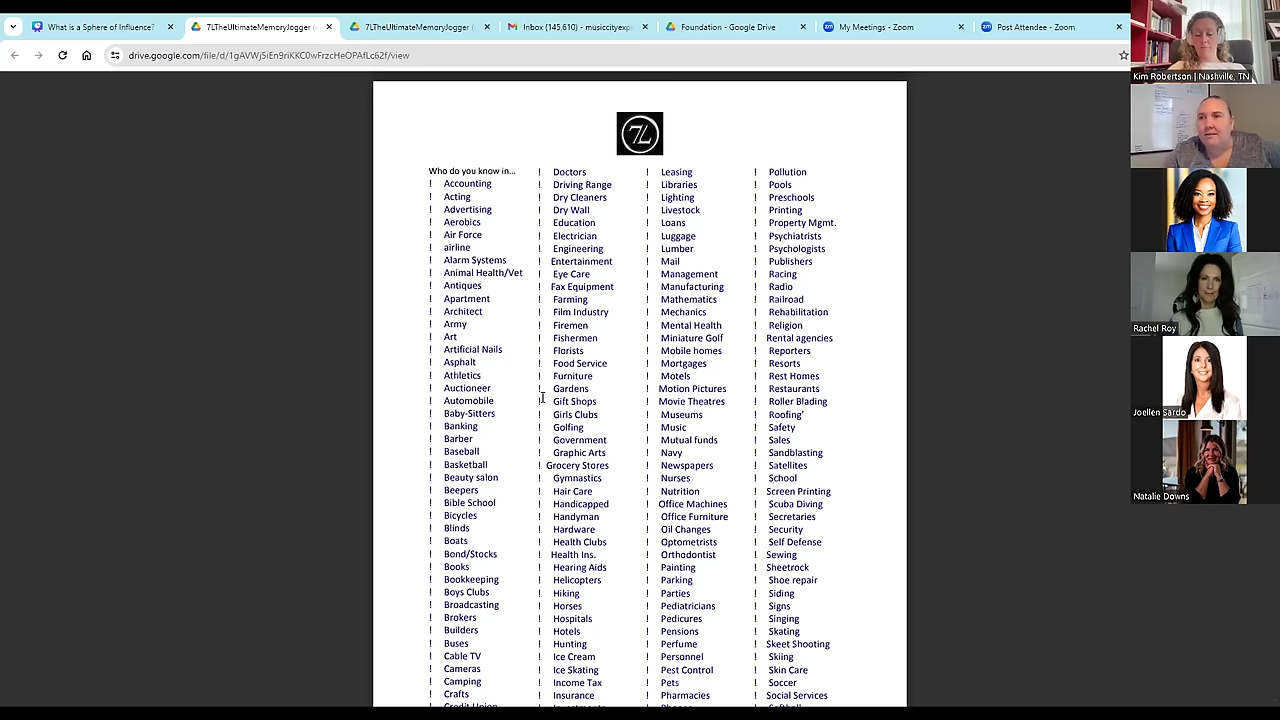 What is a Sphere of Influence?
7LTheUltimateMemoryJogger (
7LTheUltimateMemoryJogger (
Inbox (145,610) - musiccityexp
Foundation - Google Drive
My Meetings - Zoom
Post Attendee - Zoom
drive.google.com/file/d/1gAVWj5iEn9riKKC0wFrzcHeOPAfLc62f/view
7L
Who do you know in...
! Accounting
! Acting
! Advertising
! Aerobics
! Air Force
! airline
! Alarm Systems
! Animal Health/Vet
! Antiques
! Apartment
! Architect
! Army
! Art
! Artificial Nails
! Asphalt
! Athletics
! Auctioneer
! Automobile
! Baby-Sitters
! Banking
! Barber
! Baseball
! Basketball
! Beauty salon
! Beepers
! Bible School
! Bicycles
! Blinds
! Boats
! Bond/Stocks
! Books
! Bookkeeping
! Boys Clubs
! Broadcasting
! Brokers
! Builders
! Buses
! Cable TV
! Cameras
! Camping
! Crafts
! Credit Union
! Doctors
! Driving Range
! Dry Cleaners
! Dry Wall
! Education
! Electrician
! Engineering
! Entertainment
! Eye Care
! Fax Equipment
! Farming
! Film Industry
! Firemen
! Fishermen
! Florists
! Food Service
! Furniture
! Gardens
! Gift Shops
! Girls Clubs
! Golfing
! Government
! Graphic Arts
! Grocery Stores
! Gymnastics
! Hair Care
! Handicapped
! Handyman
! Hardware
! Health Clubs
! Health Ins.
! Hearing Aids
! Helicopters
! Hiking
! Horses
! Hospitals
! Hotels
! Hunting
! Ice Cream
! Ice Skating
! Income Tax
! Insurance
! Investments
! Leasing
! Libraries
! Lighting
! Livestock
! Loans
! Luggage
! Lumber
! Mail
! Management
! Manufacturing
! Mathematics
! Mechanics
! Mental Health
! Miniature Golf
! Mobile homes
! Mortgages
! Motels
! Motion Pictures
! Movie Theatres
! Museums
! Music
! Mutual funds
! Navy
! Newspapers
! Nurses
! Nutrition
! Office Machines
! Office Furniture
! Oil Changes
! Optometrists
! Orthodontist
! Painting
! Parking
! Parties
! Pediatricians
! Pedicures
! Pensions
! Perfume
! Personnel
! Pest Control
! Pets
! Pharmacies
! Phones
! Pollution
! Pools
! Preschools
! Printing
! Property Mgmt.
! Psychiatrists
! Psychologists
! Publishers
! Racing
! Radio
! Railroad
! Rehabilitation
! Religion
! Rental agencies
! Reporters
! Resorts
! Rest Homes
! Restaurants
! Roller Blading
! Roofing'
! Safety
! Sales
! Sandblasting
! Satellites
! School
! Screen Printing
! Scuba Diving
! Secretaries
! Security
! Self Defense
! Sewing
! Sheetrock
! Shoe repair
! Siding
! Signs
! Singing
! Skating
! Skeet Shooting
! Skiing
! Skin Care
! Soccer
! Social Services
! Softball
Kim Robertson | Nashville, TN
Rachel Roy
Joellen Sardo
Natalie Downs